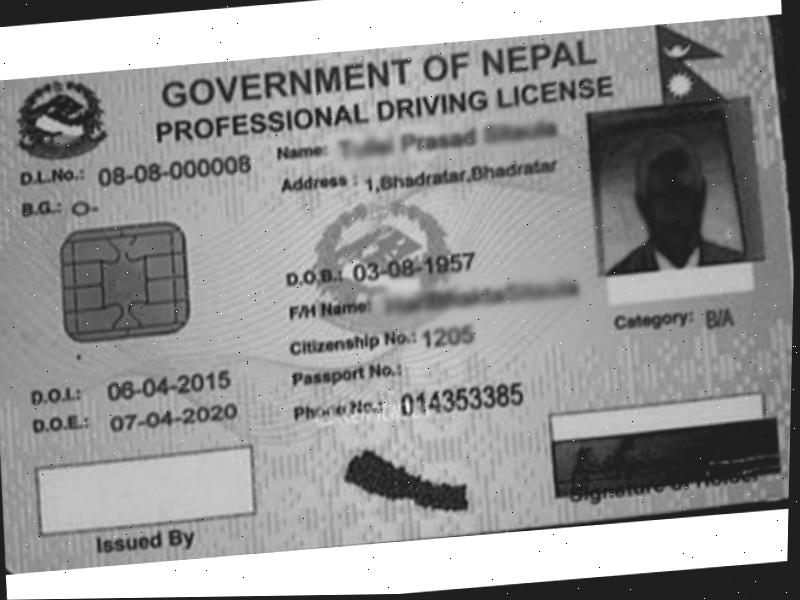 GOVERNMENT OF NEPAL
PROFESSIONAL DRIVING LICENSE
D.L.No.: 08-08-000008
Name: Prasad
B.G.: O-
Address : 1,Bhadratar,Bhadratar
D.O.B.: 03-08-1957
F/H Name:
Citizenship No.: 1205
Category: B/A
Passport No.:
D.O.I.: 06-04-2015
Phone No.: 014353385
D.O.E.: 07-04-2020
Signature of Holder
Issued By